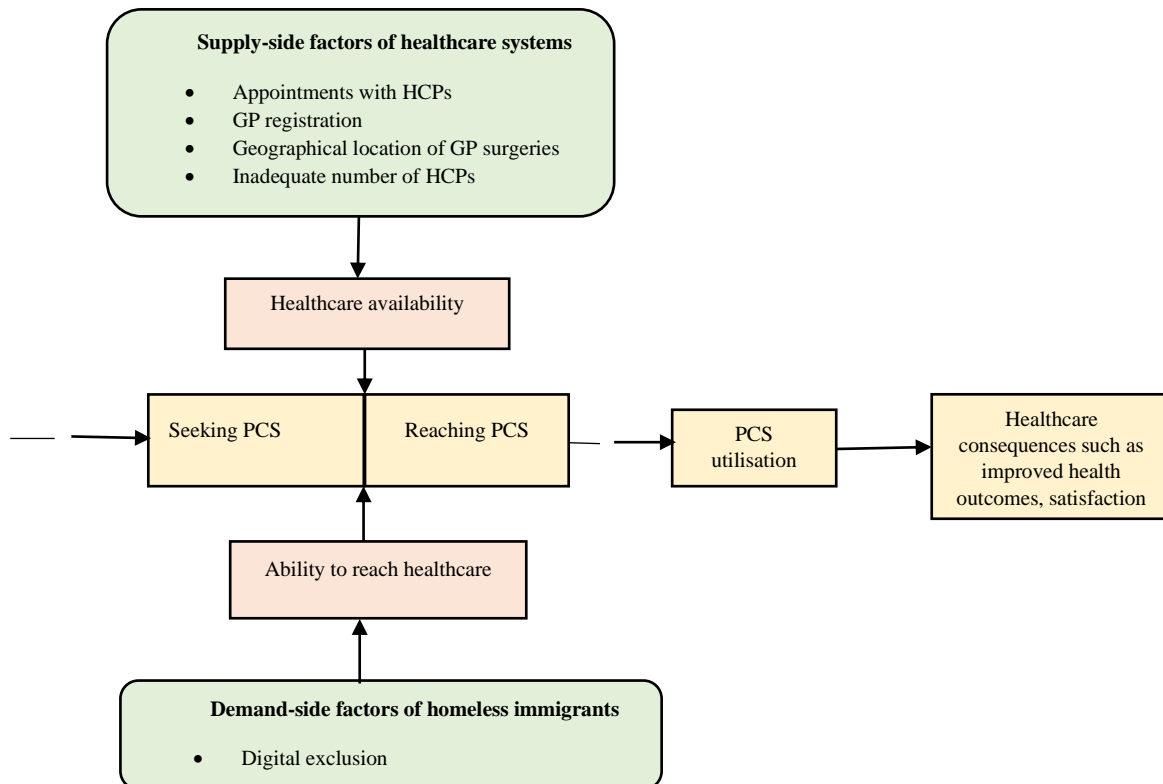 Supply-side factors of healthcare systems
• Appointments with HCPs
• GP registration
• Geographical location of GP surgeries
• Inadequate number of HCPs
Healthcare availability
Seeking PCS
Reaching PCS
PCS
utilisation
Healthcare
consequences such as
improved health
outcomes, satisfaction
Ability to reach healthcare
Demand-side factors of homeless immigrants
• Digital exclusion